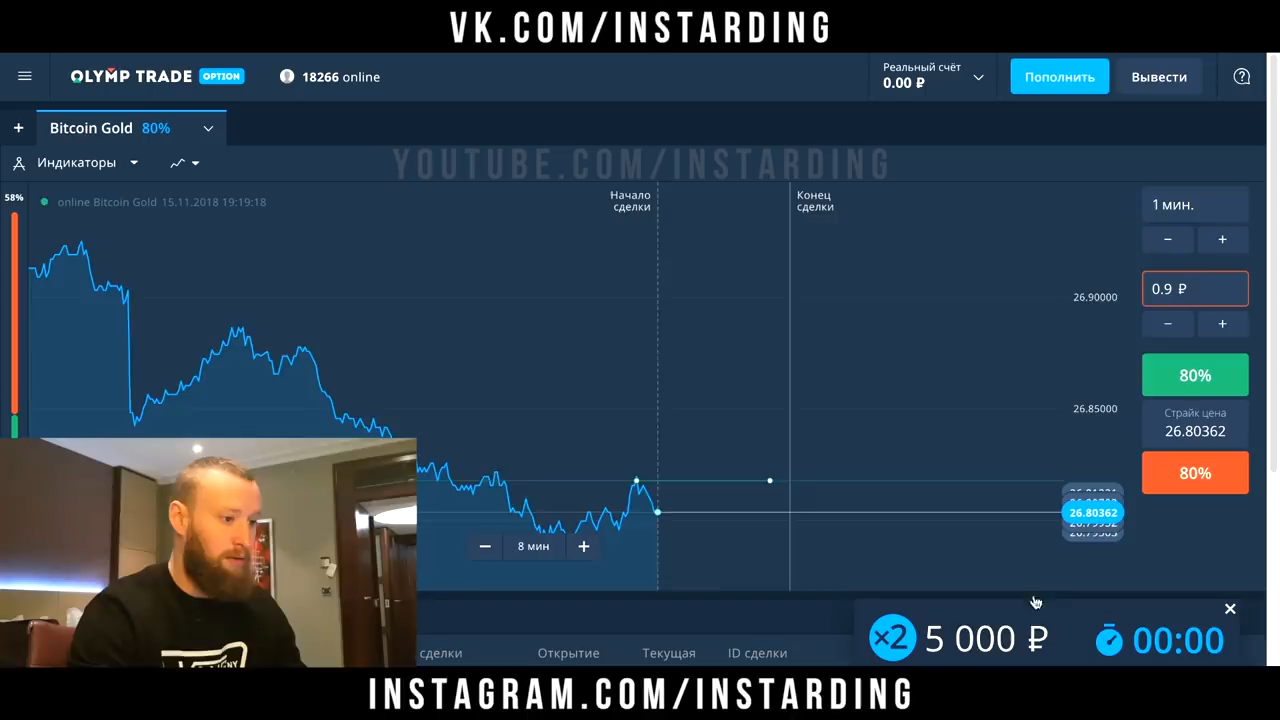 VK.COM/INSTARDING
OLYMP TRADE OPTION
18266 online
Реальный счёт
0.00 ₽
Пополнить
Вывести
+ Bitcoin Gold 80%
Индикаторы
YOUTUBE.COM/INSTARDING
58%
online Bitcoin Gold 15.11.2018 19:19:18
Начало
сделки
Конец
сделки
1 мин.
− +
26.90000
0.9 ₽
− +
80%
26.85000
Страйк цена
26.80362
80%
26.80362
− 8 мин +
×2 5 000 ₽ 00:00
сделки Открытие Текущая ID сделки
INSTAGRAM.COM/INSTARDING